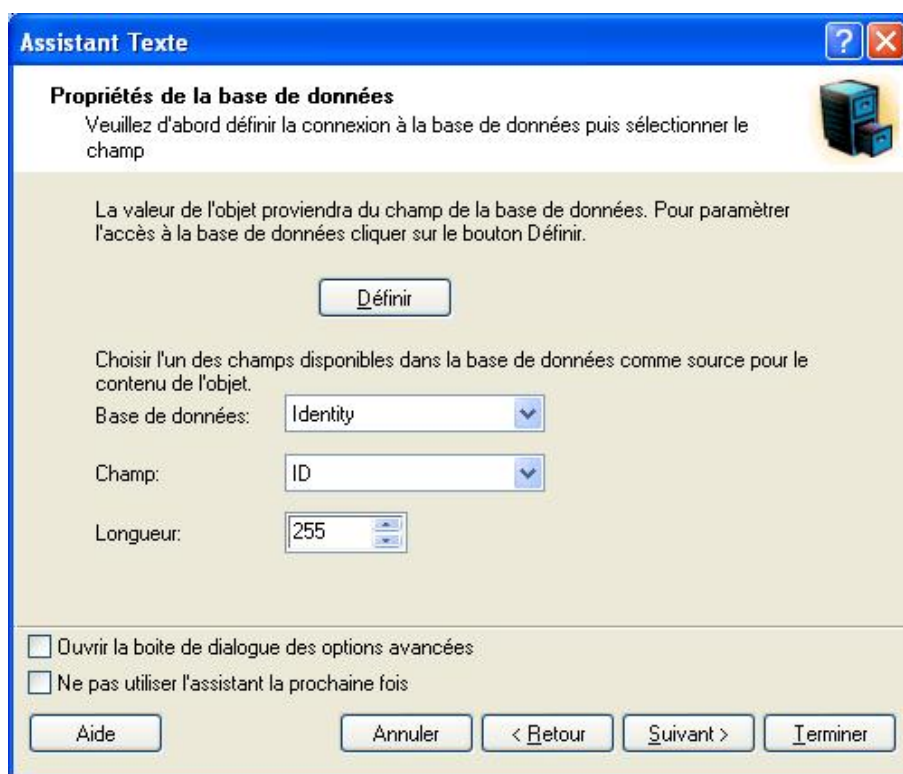 Assistant Texte
Propriétés de la base de données
Veuillez d'abord définir la connexion à la base de données puis sélectionner le
champ
La valeur de l'objet proviendra du champ de la base de données. Pour paramètrer
l'accès à la base de données cliquer sur le bouton Définir.
Définir
Choisir l'un des champs disponibles dans la base de données comme source pour le
contenu de l'objet.
Base de données: Identity
Champ: ID
Longueur: 255
Ouvrir la boite de dialogue des options avancées
Ne pas utiliser l'assistant la prochaine fois
Aide Annuler < Retour Suivant > Terminer